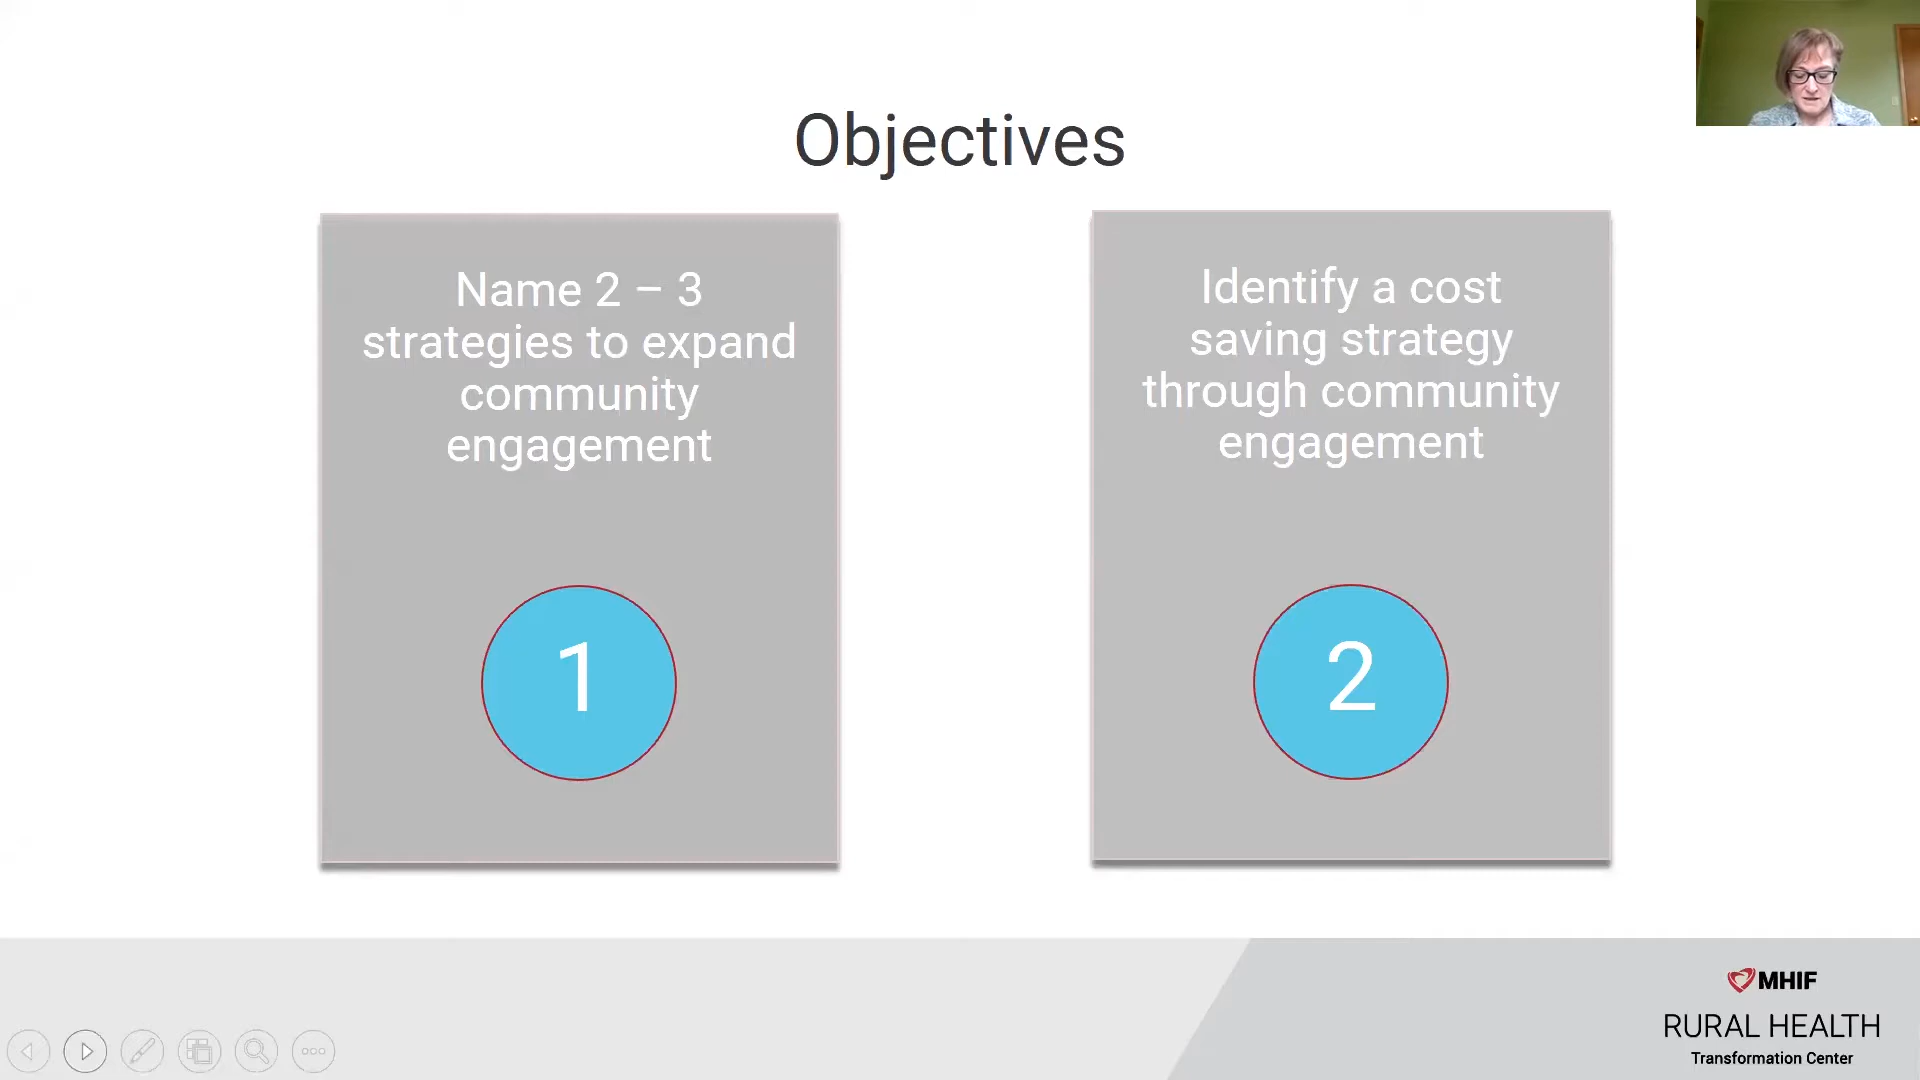 Objectives
Name 2 – 3
strategies to expand
community
engagement
1
Identify a cost
saving strategy
through community
engagement
2
MHIF
RURAL HEALTH
Transformation Center